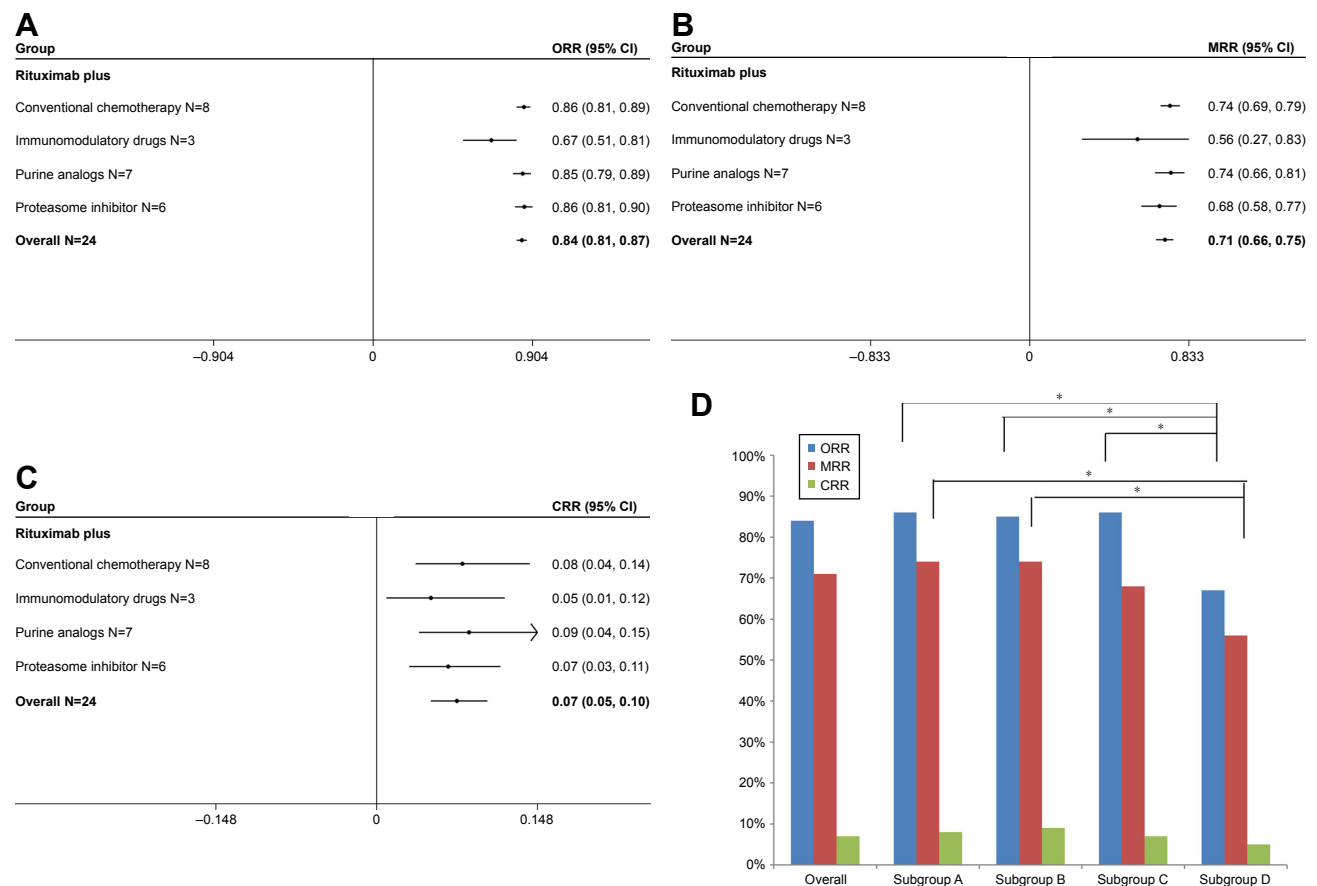 A
Group ORR (95% CI)
Rituximab plus
Conventional chemotherapy N=8 0.86 (0.81, 0.89)
Immunomodulatory drugs N=3 0.67 (0.51, 0.81)
Purine analogs N=7 0.85 (0.79, 0.89)
Proteasome inhibitor N=6 0.86 (0.81, 0.90)
Overall N=24 0.84 (0.81, 0.87)
–0.904 0 0.904
B
Group MRR (95% CI)
Rituximab plus
Conventional chemotherapy N=8 0.74 (0.69, 0.79)
Immunomodulatory drugs N=3 0.56 (0.27, 0.83)
Purine analogs N=7 0.74 (0.66, 0.81)
Proteasome inhibitor N=6 0.68 (0.58, 0.77)
Overall N=24 0.71 (0.66, 0.75)
–0.833 0 0.833
C
Group CRR (95% CI)
Rituximab plus
Conventional chemotherapy N=8 0.08 (0.04, 0.14)
Immunomodulatory drugs N=3 0.05 (0.01, 0.12)
Purine analogs N=7 0.09 (0.04, 0.15)
Proteasome inhibitor N=6 0.07 (0.03, 0.11)
Overall N=24 0.07 (0.05, 0.10)
–0.148 0 0.148
D
*
*
*
*
*
ORR
MRR
CRR
100%
90%
80%
70%
60%
50%
40%
30%
20%
10%
0%
Overall Subgroup A Subgroup B Subgroup C Subgroup D